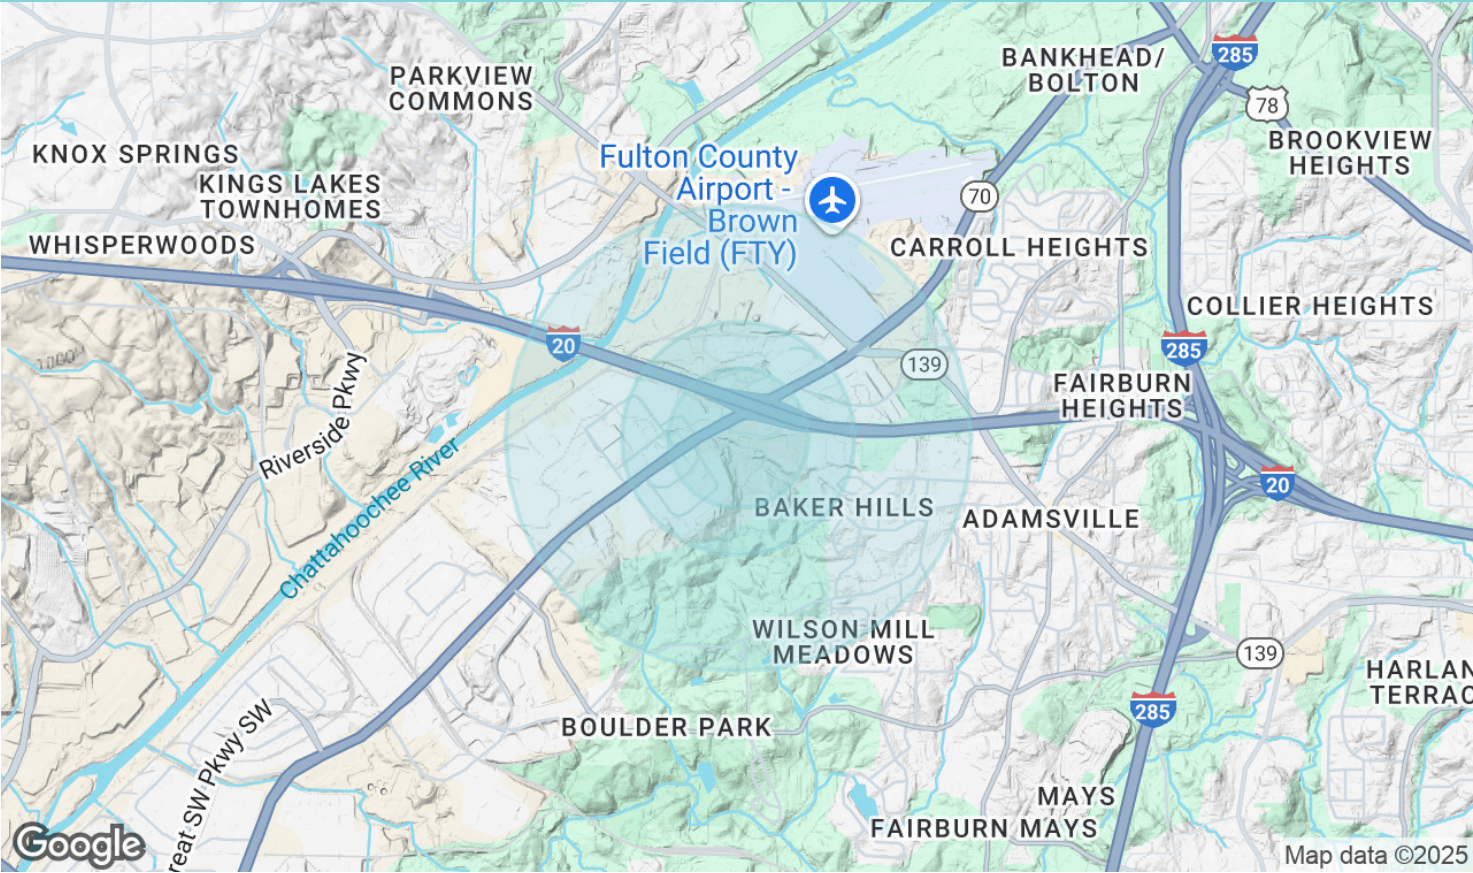 285
BANKHEAD/
BOLTON
PARKVIEW
COMMONS
78
BROOKVIEW
HEIGHTS
KNOX SPRINGS
Fulton County
Airport -
Brown
Field (FTY)
KINGS LAKES
TOWNHOMES
70
WHISPERWOODS
CARROLL HEIGHTS
COLLIER HEIGHTS
20
285
1000
139
FAIRBURN
HEIGHTS
Riverside Pkwy
Chattahoochee River
20
BAKER HILLS
ADAMSVILLE
WILSON MILL
MEADOWS
139
HARLAN
TERRAC
285
BOULDER PARK
reat SW Pkwy SW
MAYS
FAIRBURN MAYS
Google
Map data ©2025